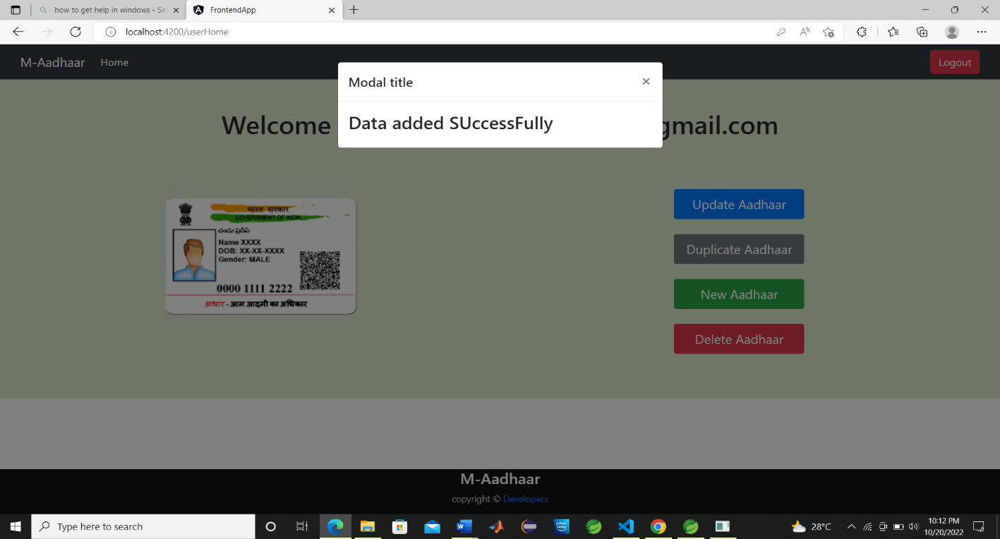 how to get help in windows - Se
FrontendApp
localhost:4200/userHome
M-Aadhaar
Home
Logout
Modal title
×
Data added SUccessFully
Welcome
gmail.com
भारत सरकार
GOVERNMENT OF INDIA
చందు ప్రదీప్
Name XXXX
DOB: XX-XX-XXXX
Gender: MALE
0000 1111 2222
आधार - आम आदमी का अधिकार
Update Aadhaar
Duplicate Aadhaar
New Aadhaar
Delete Aadhaar
M-Aadhaar
copyright © Developers
Type here to search
prime video
28°C
10:12 PM
10/20/2022